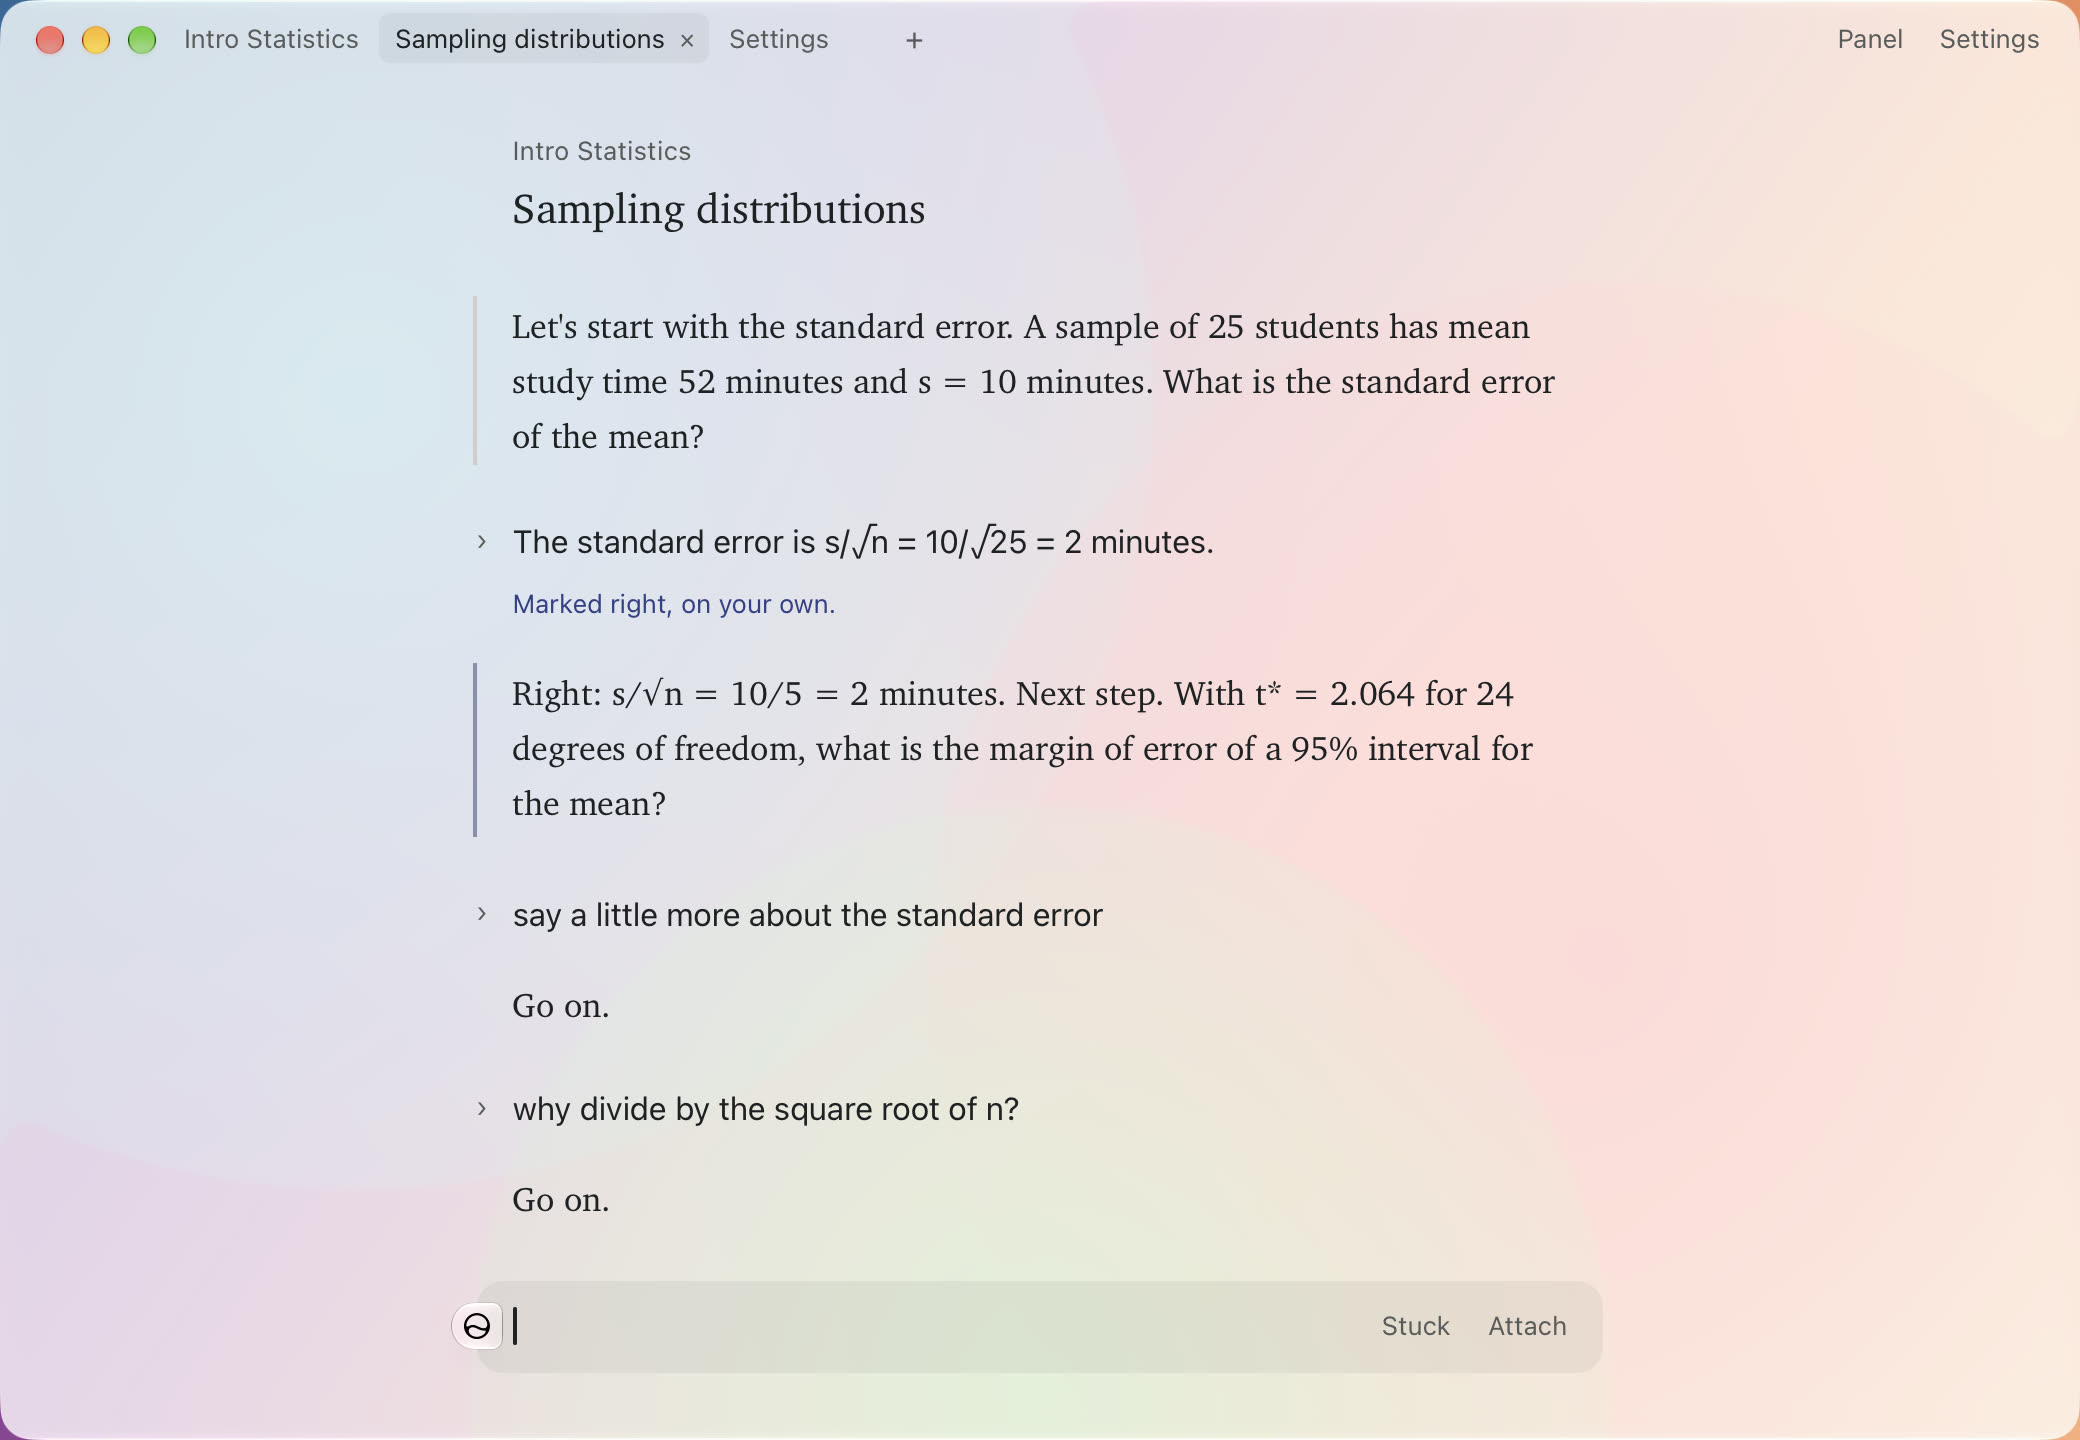 Intro Statistics
Sampling distributions ×
Settings
+
Panel
Settings
Intro Statistics
Sampling distributions
Let's start with the standard error. A sample of 25 students has mean
study time 52 minutes and s = 10 minutes. What is the standard error
of the mean?
› The standard error is s/√n = 10/√25 = 2 minutes.
Marked right, on your own.
Right: s/√n = 10/5 = 2 minutes. Next step. With t* = 2.064 for 24
degrees of freedom, what is the margin of error of a 95% interval for
the mean?
› say a little more about the standard error
Go on.
› why divide by the square root of n?
Go on.
Stuck
Attach